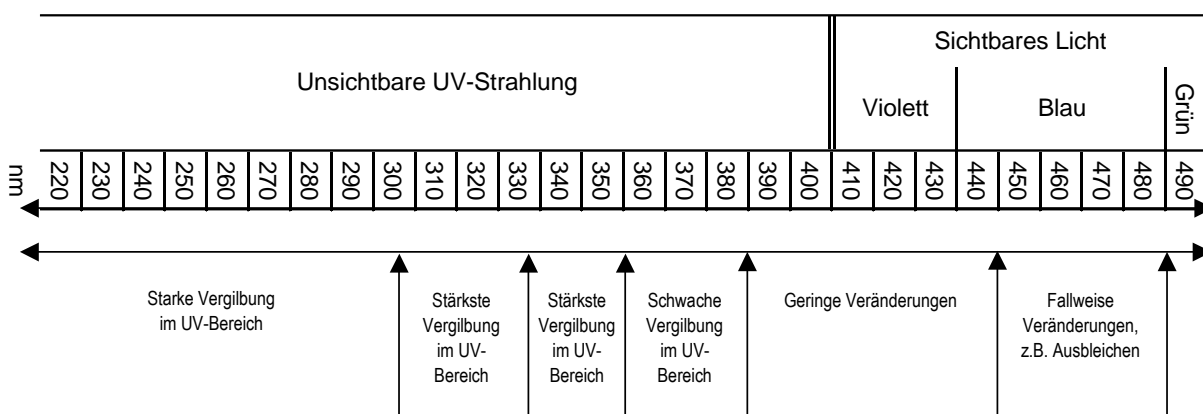 Sichtbares Licht
Unsichtbare UV-Strahlung
Violett
Blau
Grün
nm
220 230 240 250 260 270 280 290 300 310 320 330 340 350 360 370 380 390 400 410 420 430 440 450 460 470 480 490
Starke Vergilbung
im UV-Bereich
Stärkste
Vergilbung
im UV-
Bereich
Stärkste
Vergilbung
im UV-
Bereich
Schwache
Vergilbung
im UV-
Bereich
Geringe Veränderungen
Fallweise
Veränderungen,
z.B. Ausbleichen